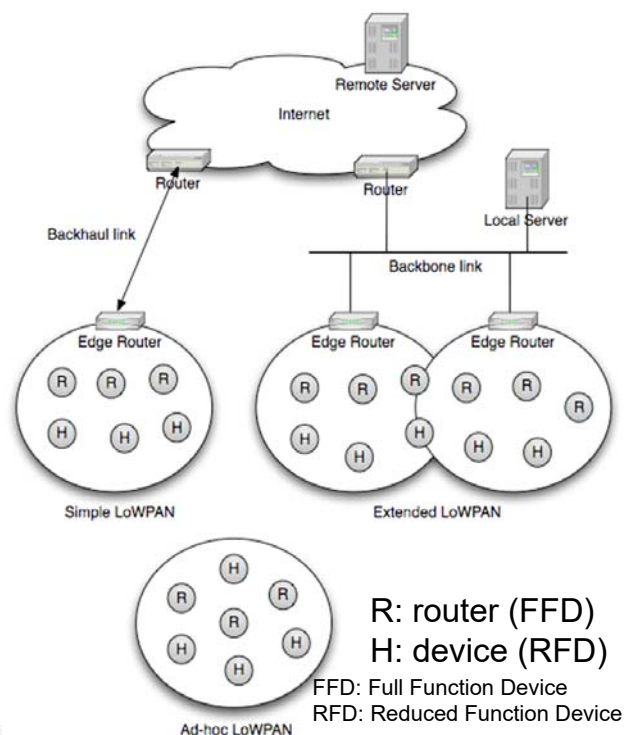 Remote Server
Internet
Router
Router
Local Server
Backhaul link
Backbone link
Edge Router
Edge Router
Edge Router
R R R
H H H
R R R
H H H
R R R
H H
Simple LoWPAN
Extended LoWPAN
H
R R
R
H H
H
Ad-hoc LoWPAN
R: router (FFD)
H: device (RFD)
FFD: Full Function Device
RFD: Reduced Function Device